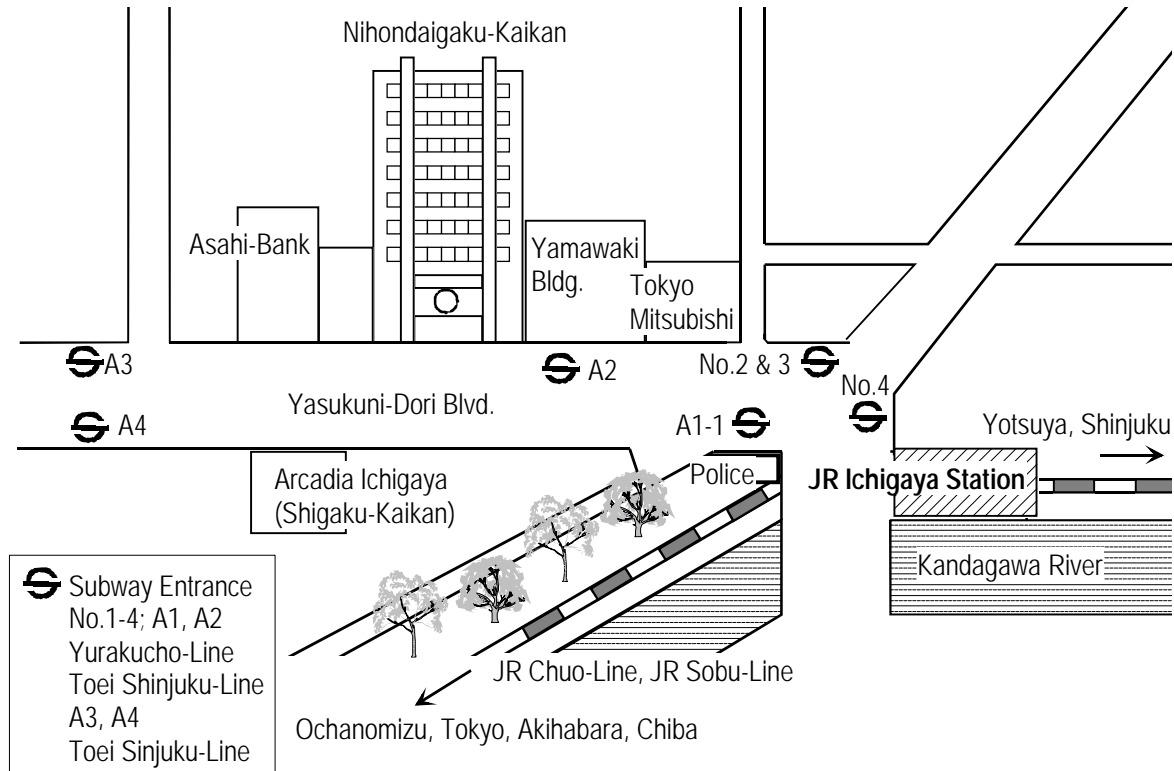 Nihondaigaku-Kaikan
Asahi-Bank
Yamawaki
Bldg.
Tokyo
Mitsubishi
A3
A2
No.2 & 3
No.4
Yasukuni-Dori Blvd.
A4
A1-1
Yotsuya, Shinjuku
Arcadia Ichigaya
(Shigaku-Kaikan)
Police
JR Ichigaya Station
Kandagawa River
Subway Entrance
No.1-4; A1, A2
Yurakucho-Line
Toei Shinjuku-Line
A3, A4
Toei Sinjuku-Line
JR Chuo-Line, JR Sobu-Line
Ochanomizu, Tokyo, Akihabara, Chiba